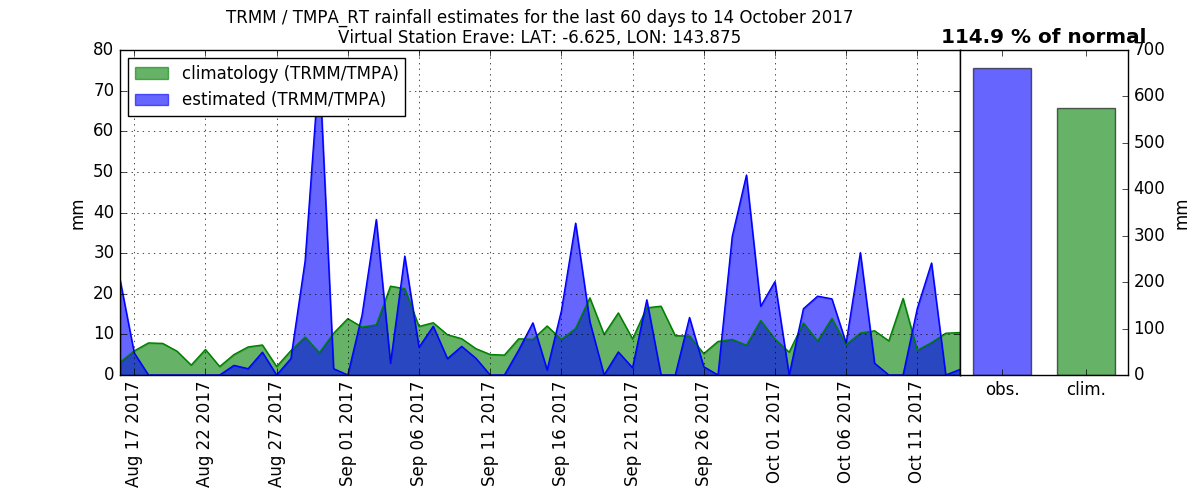 TRMM / TMPA_RT rainfall estimates for the last 60 days to 14 October 2017
Virtual Station Erave: LAT: -6.625, LON: 143.875
114.9 % of normal
climatology (TRMM/TMPA)
estimated (TRMM/TMPA)
80
70
60
50
40
30
20
10
0
mm
Aug 17 2017
Aug 22 2017
Aug 27 2017
Sep 01 2017
Sep 06 2017
Sep 11 2017
Sep 16 2017
Sep 21 2017
Sep 26 2017
Oct 01 2017
Oct 06 2017
Oct 11 2017
obs.
clim.
700
600
500
400
300
200
100
0
mm